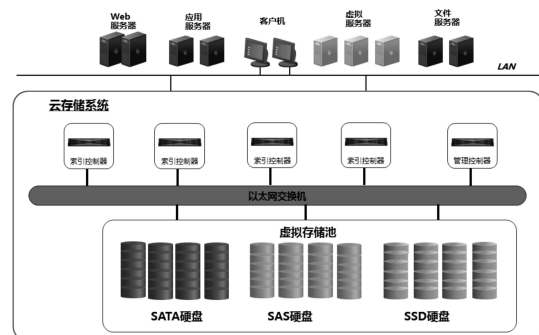 Web
服务器
应用
服务器
客户机
虚拟
服务器
文件
服务器
LAN
云存储系统
索引控制器
索引控制器
索引控制器
索引控制器
管理控制器
以太网交换机
虚拟存储池
SATA硬盘
SAS硬盘
SSD硬盘